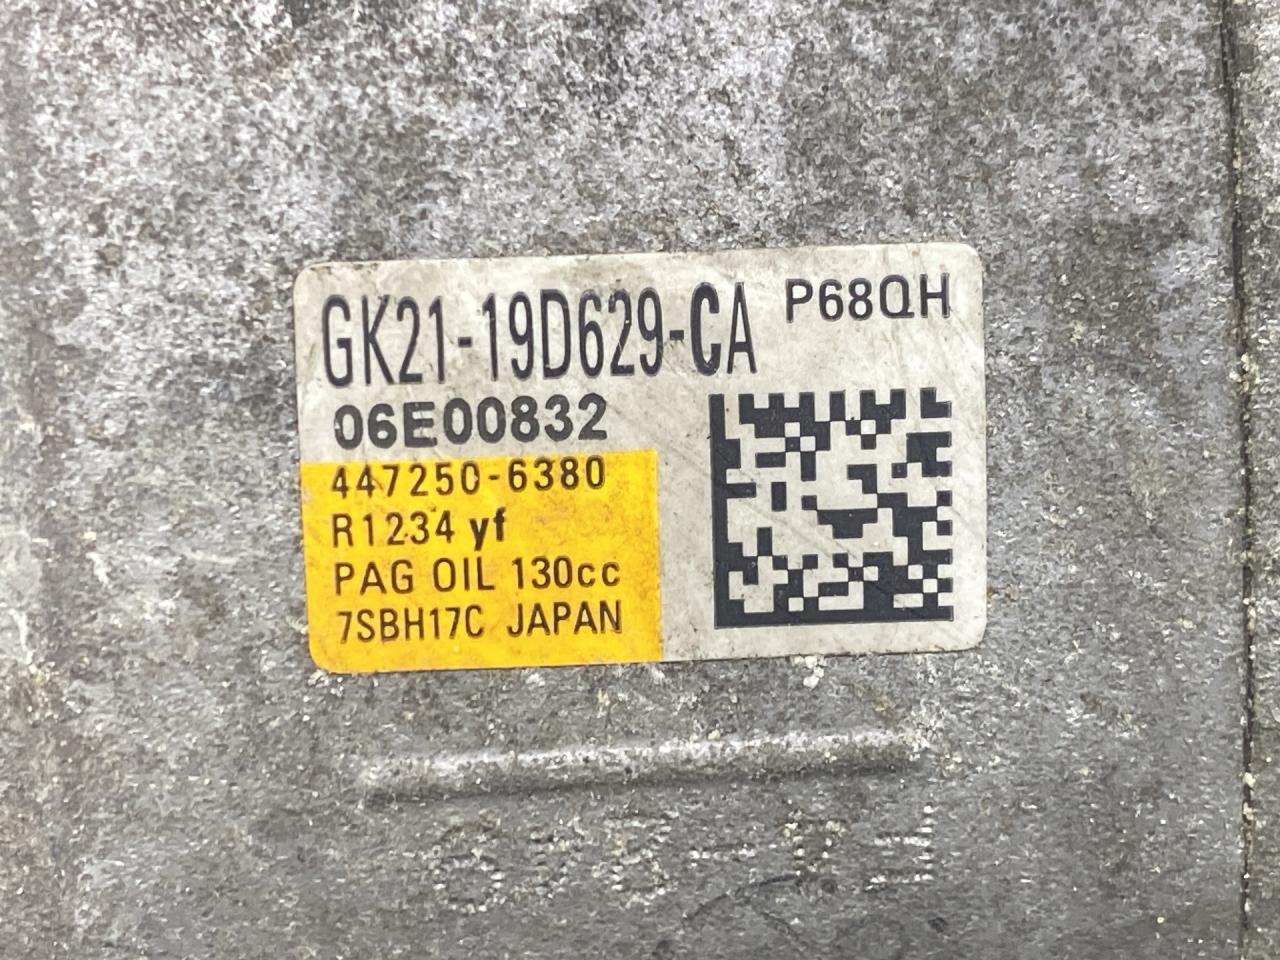 GK21-19D629-CA P68QH
06E00832
447250-6380
R1234 yf
PAG OIL 130cc
7SBH17C JAPAN